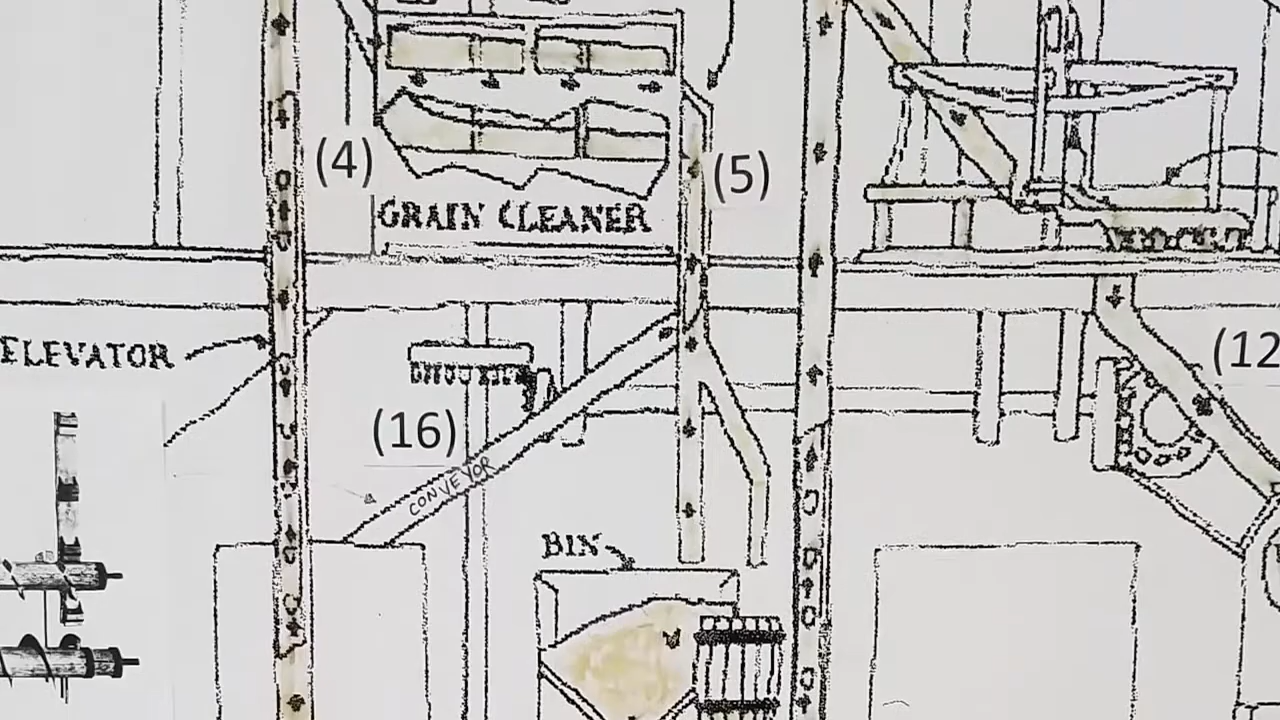 (4)
(5)
GRAIN CLEANER
ELEVATOR
(12
(16)
CONVEYOR
BIN